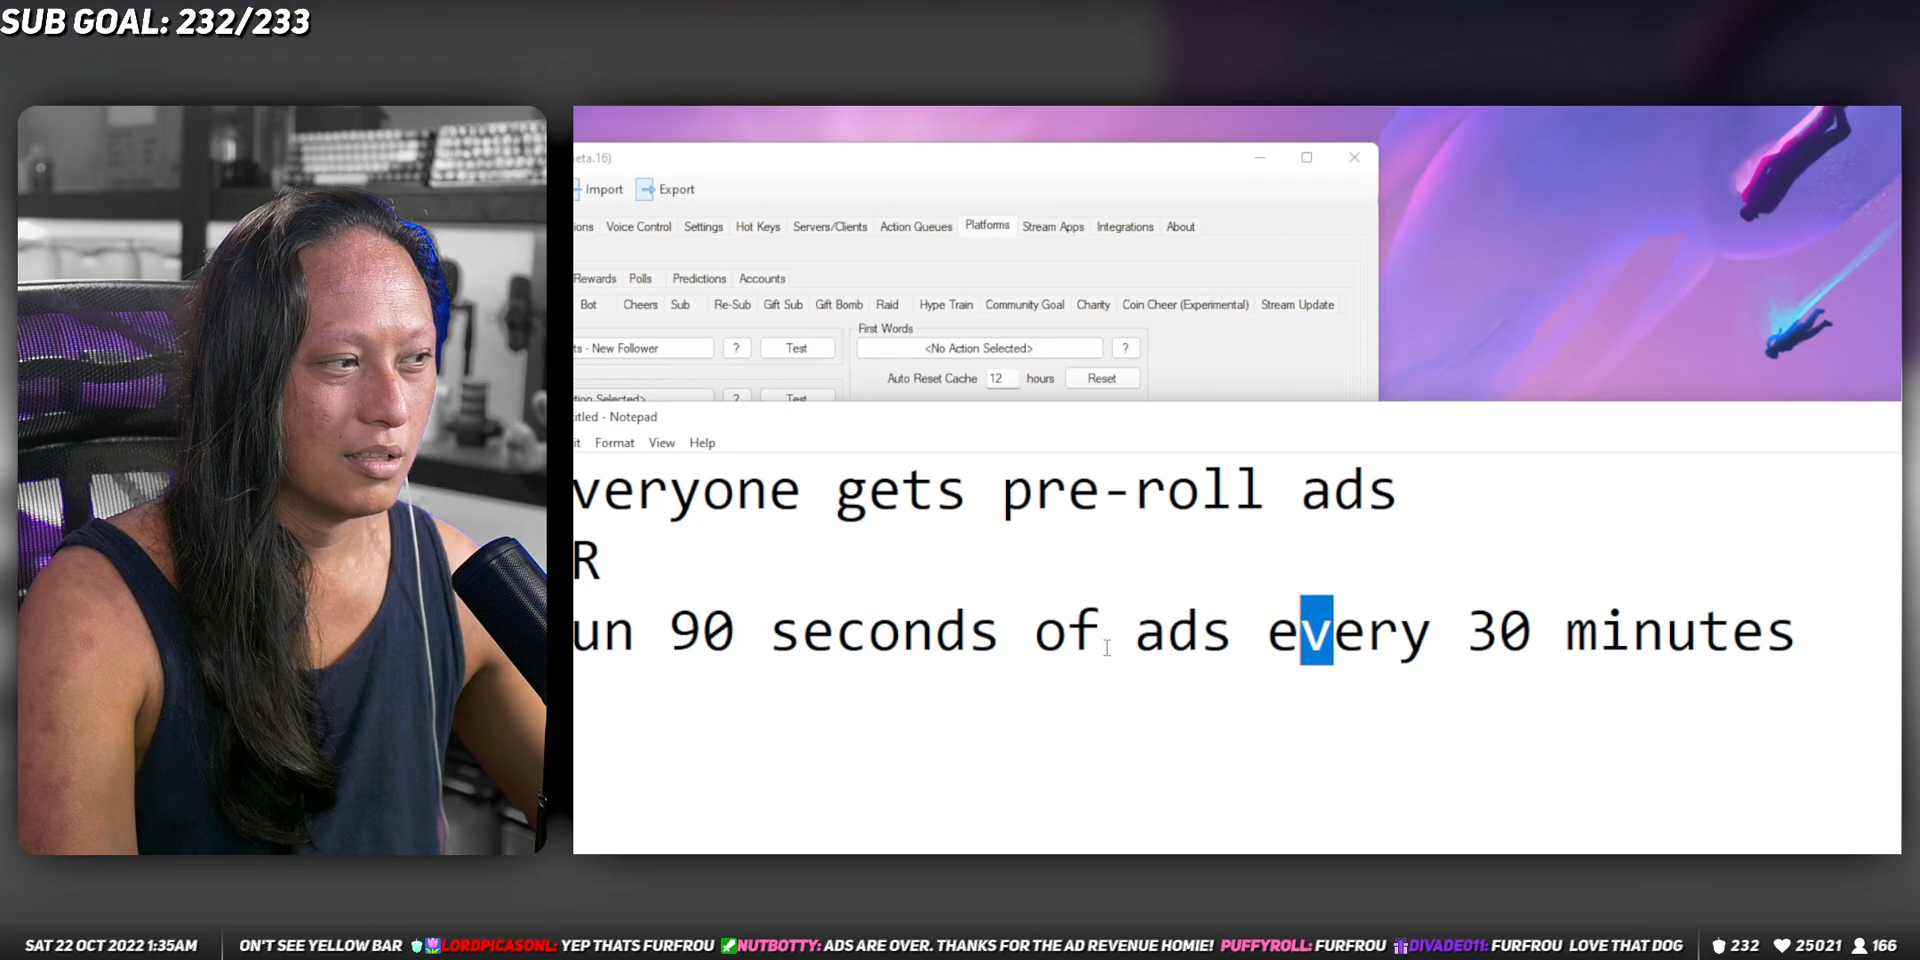 SUB GOAL: 232/233
eta.16)
Import Export
ons Voice Control Settings Hot Keys Servers/Clients Action Queues Platforms Stream Apps Integrations About
Rewards Polls Predictions Accounts
Bot Cheers Sub Re-Sub Gift Sub Gift Bomb Raid Hype Train Community Goal Charity Coin Cheer (Experimental) Stream Update
First Words
ts - New Follower ? Test <No Action Selected> ?
Auto Reset Cache 12 hours Reset
tion Selected> ? Test
titled - Notepad
it Format View Help
veryone gets pre-roll ads
R
un 90 seconds of ads every 30 minutes
SAT 22 OCT 2022 1:35AM ON'T SEE YELLOW BAR LORDPICASONL: YEP THATS FURFROU NUTBOTTY: ADS ARE OVER. THANKS FOR THE AD REVENUE HOMIE! PUFFYROLL: FURFROU DIVADE011: FURFROU LOVE THAT DOG 232 25021 166